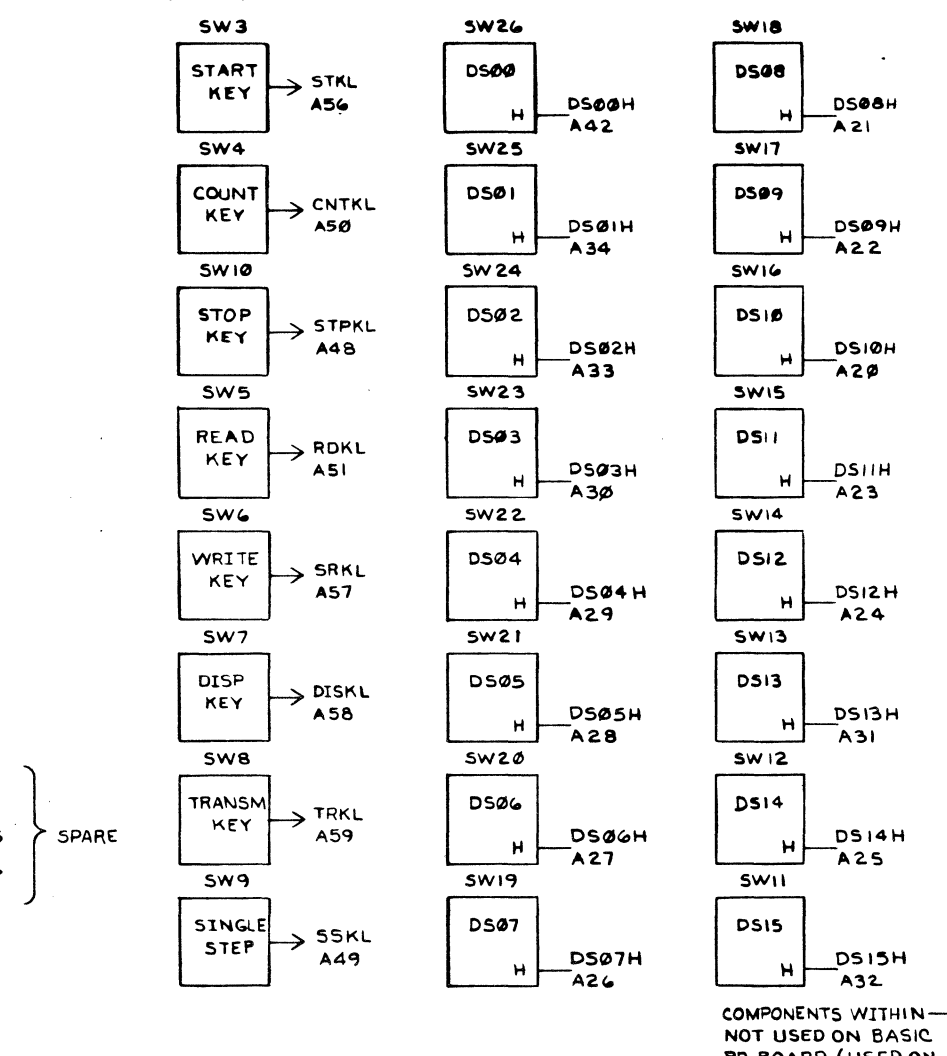 SW3
START
KEY
STKL
A56
SW4
COUNT
KEY
CNTKL
A5Ø
SW1Ø
STOP
KEY
STPKL
A48
SW5
READ
KEY
RDKL
A51
SW6
WRITE
KEY
SRKL
A57
SW7
DISP
KEY
DISKL
A58
SW8
TRANSM
KEY
TRKL
A59
SPARE
SW9
SINGLE
STEP
SSKL
A49
SW26
DSØØ
H
DSØØH
A42
SW25
DSØ1
H
DSØ1H
A34
SW24
DSØ2
H
DSØ2H
A33
SW23
DSØ3
H
DSØ3H
A3Ø
SW22
DSØ4
H
DSØ4H
A29
SW21
DSØ5
H
DSØ5H
A28
SW2Ø
DSØ6
H
DSØ6H
A27
SW19
DSØ7
H
DSØ7H
A26
SW18
DSØ8
H
DSØ8H
A21
SW17
DSØ9
H
DSØ9H
A22
SW16
DS1Ø
H
DS1ØH
A2Ø
SW15
DS11
H
DS11H
A23
SW14
DS12
H
DS12H
A24
SW13
DS13
H
DS13H
A31
SW12
DS14
H
DS14H
A25
SW11
DS15
H
DS15H
A32
COMPONENTS WITHIN
NOT USED ON BASIC
BOARD (USED ON